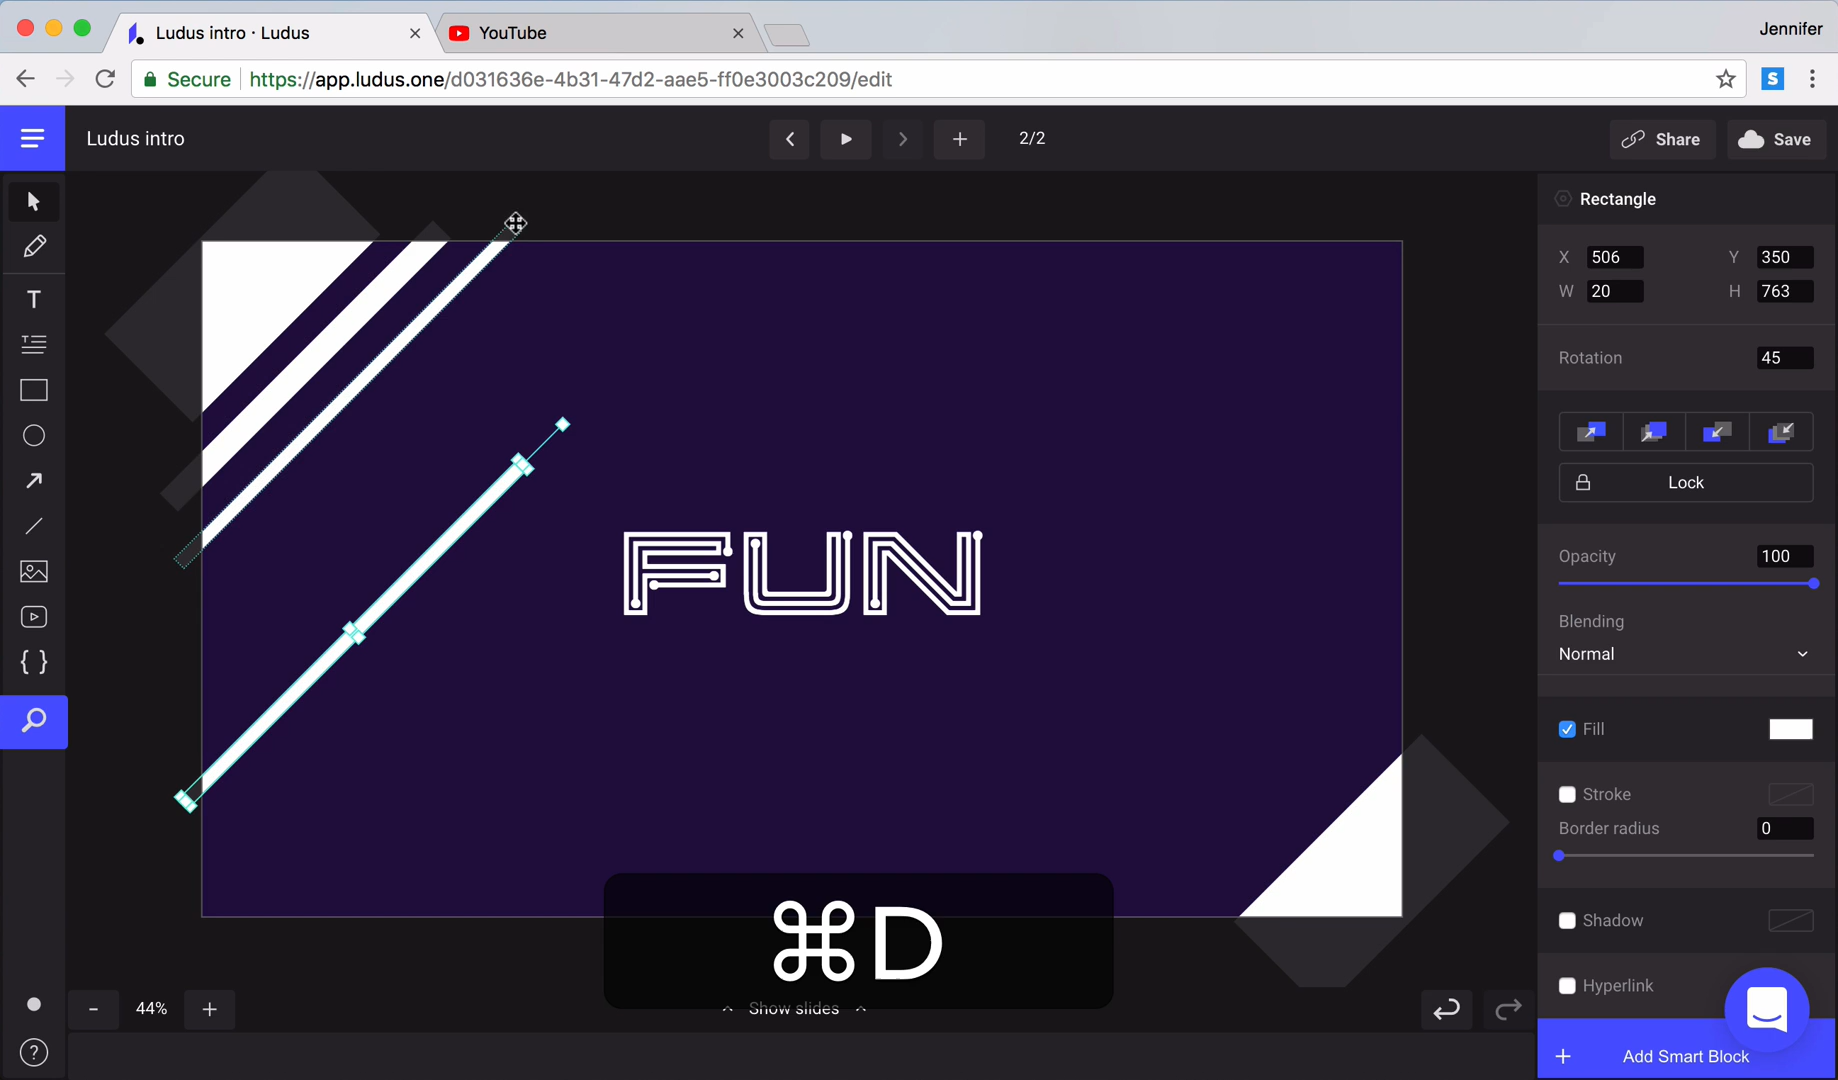 Ludus intro · Ludus
YouTube
Jennifer
Secure https://app.ludus.one/d031636e-4b31-47d2-aae5-ff0e3003c209/edit
Ludus intro
2/2
Share
Save
Rectangle
X 506 Y 350
W 20 H 763
Rotation 45
Lock
Opacity 100
Blending
Normal
Fill
Stroke
Border radius 0
Shadow
Hyperlink
Add Smart Block
FUN
⌘D
- 44% +
Show slides